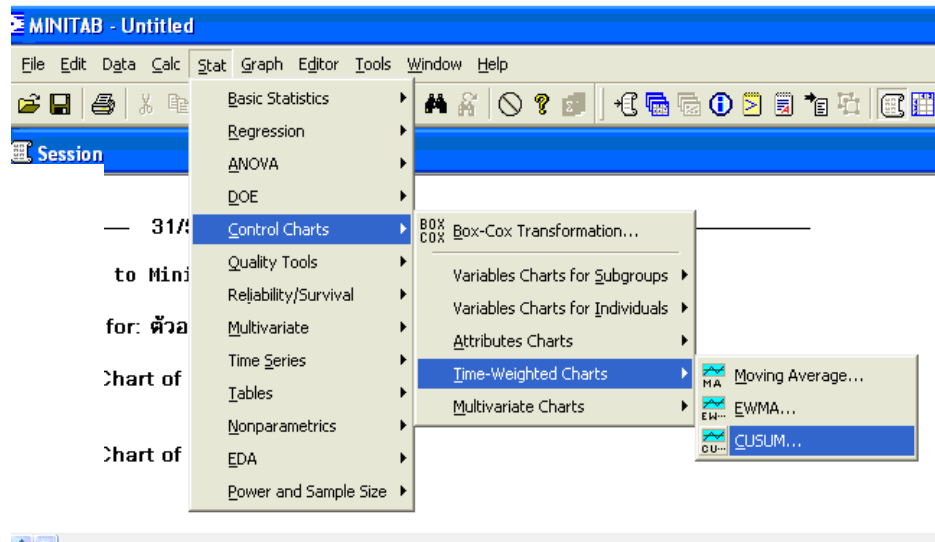 MINITAB - Untitled
File Edit Data Calc Stat Graph Editor Tools Window Help
Session
Basic Statistics
Regression
ANOVA
DOE
Control Charts
Quality Tools
Reliability/Survival
Multivariate
Time Series
Tables
Nonparametrics
EDA
Power and Sample Size
31/
to Mini
for: ตัวอ
Chart of
Chart of
BOX COX Box-Cox Transformation...
Variables Charts for Subgroups
Variables Charts for Individuals
Attributes Charts
Time-Weighted Charts
Multivariate Charts
MA Moving Average...
EW... EWMA...
CU... CUSUM...